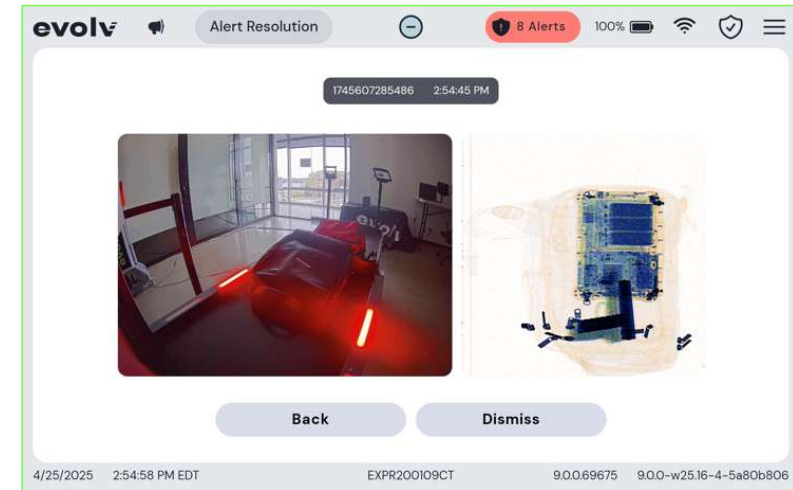 evolv Alert Resolution 8 Alerts 100%
1745607285486 2:54:45 PM
evolv
Back Dismiss
4/25/2025 2:54:58 PM EDT EXPR200109CT 9.0.0.69675 9.0.0-w25.16-4-5a80b806